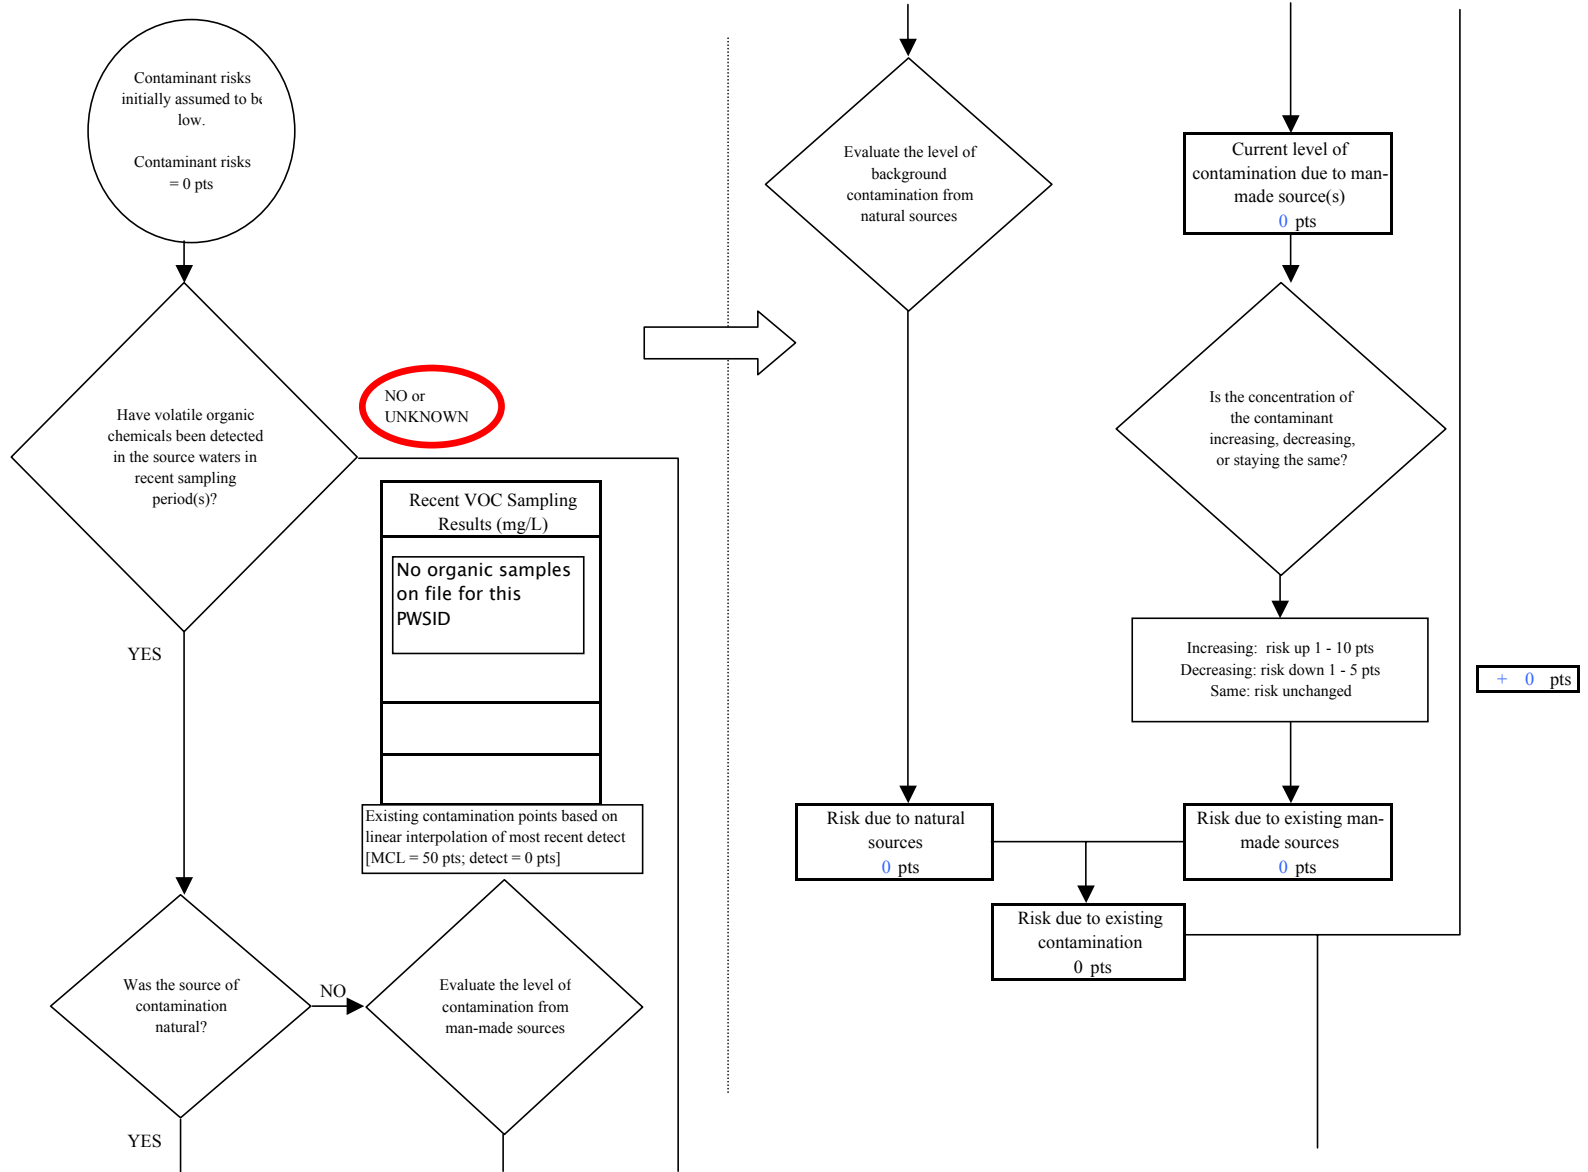 Contaminant risks
initially assumed to be
low.
Contaminant risks
= 0 pts
Have volatile organic
chemicals been detected
in the source waters in
recent sampling
period(s)?
NO or
UNKNOWN
YES
Recent VOC Sampling
Results (mg/L)
No organic samples
on file for this
PWSID
Existing contamination points based on
linear interpolation of most recent detect
[MCL = 50 pts; detect = 0 pts]
Was the source of
contamination
natural?
NO
Evaluate the level of
contamination from
man-made sources
YES
Evaluate the level of
background
contamination from
natural sources
Current level of
contamination due to man-
made source(s)
0 pts
Is the concentration of
the contaminant
increasing, decreasing,
or staying the same?
Increasing: risk up 1 - 10 pts
Decreasing: risk down 1 - 5 pts
Same: risk unchanged
+ 0 pts
Risk due to natural
sources
0 pts
Risk due to existing man-
made sources
0 pts
Risk due to existing
contamination
0 pts